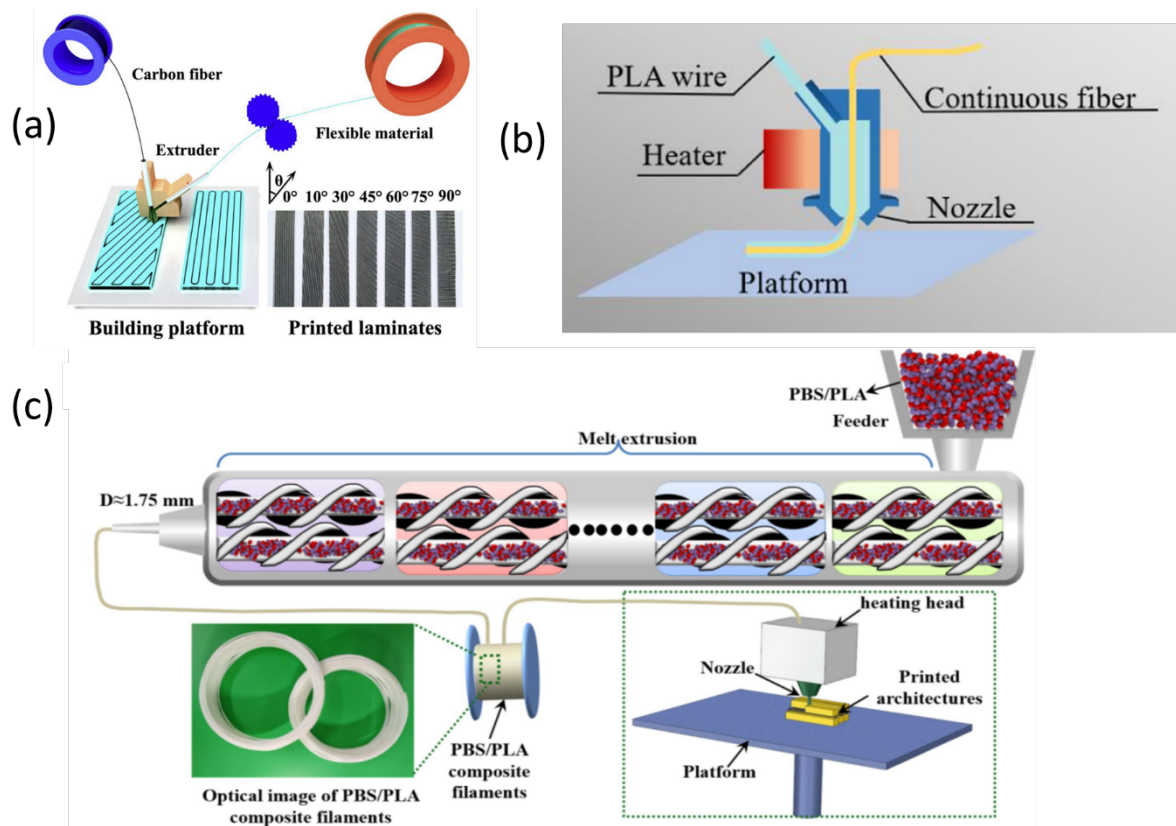 (a)
Carbon fiber
Flexible material
Extruder
θ
0° 10° 30° 45° 60° 75° 90°
Building platform
Printed laminates
(b)
PLA wire
Continuous fiber
Heater
Nozzle
Platform
(c)
PBS/PLA
Feeder
Melt extrusion
D≈1.75 mm
heating head
Nozzle
Printed
architectures
Platform
PBS/PLA
composite
filaments
Optical image of PBS/PLA
composite filaments